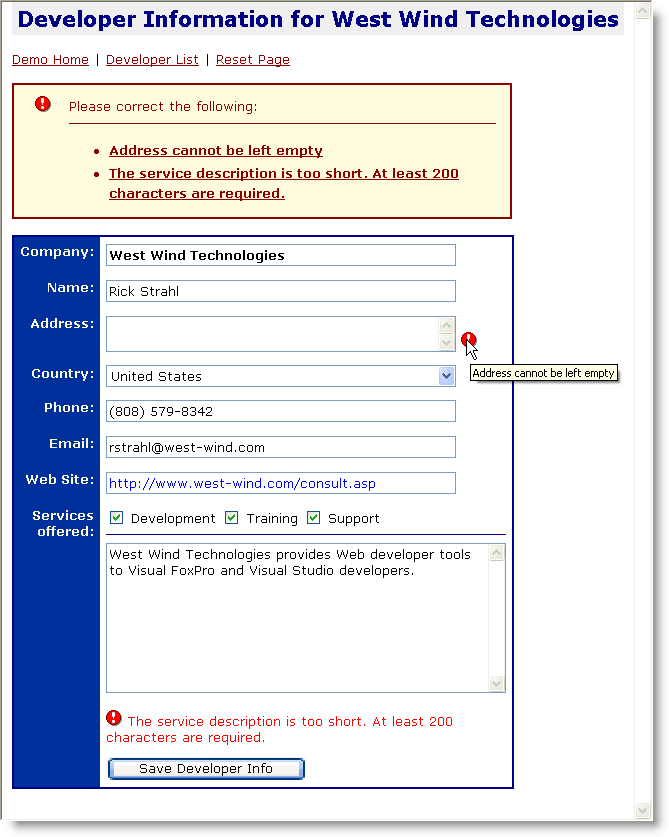 Developer Information for West Wind Technologies
Demo Home | Developer List | Reset Page
Please correct the following:
• Address cannot be left empty
• The service description is too short. At least 200
characters are required.
Company: West Wind Technologies
Name: Rick Strahl
Address:
Address cannot be left empty
Country: United States
Phone: (808) 579-8342
Email: rstrahl@west-wind.com
Web Site: http://www.west-wind.com/consult.asp
Services
offered:
Development Training Support
West Wind Technologies provides Web developer tools
to Visual FoxPro and Visual Studio developers.
The service description is too short. At least 200
characters are required.
Save Developer Info